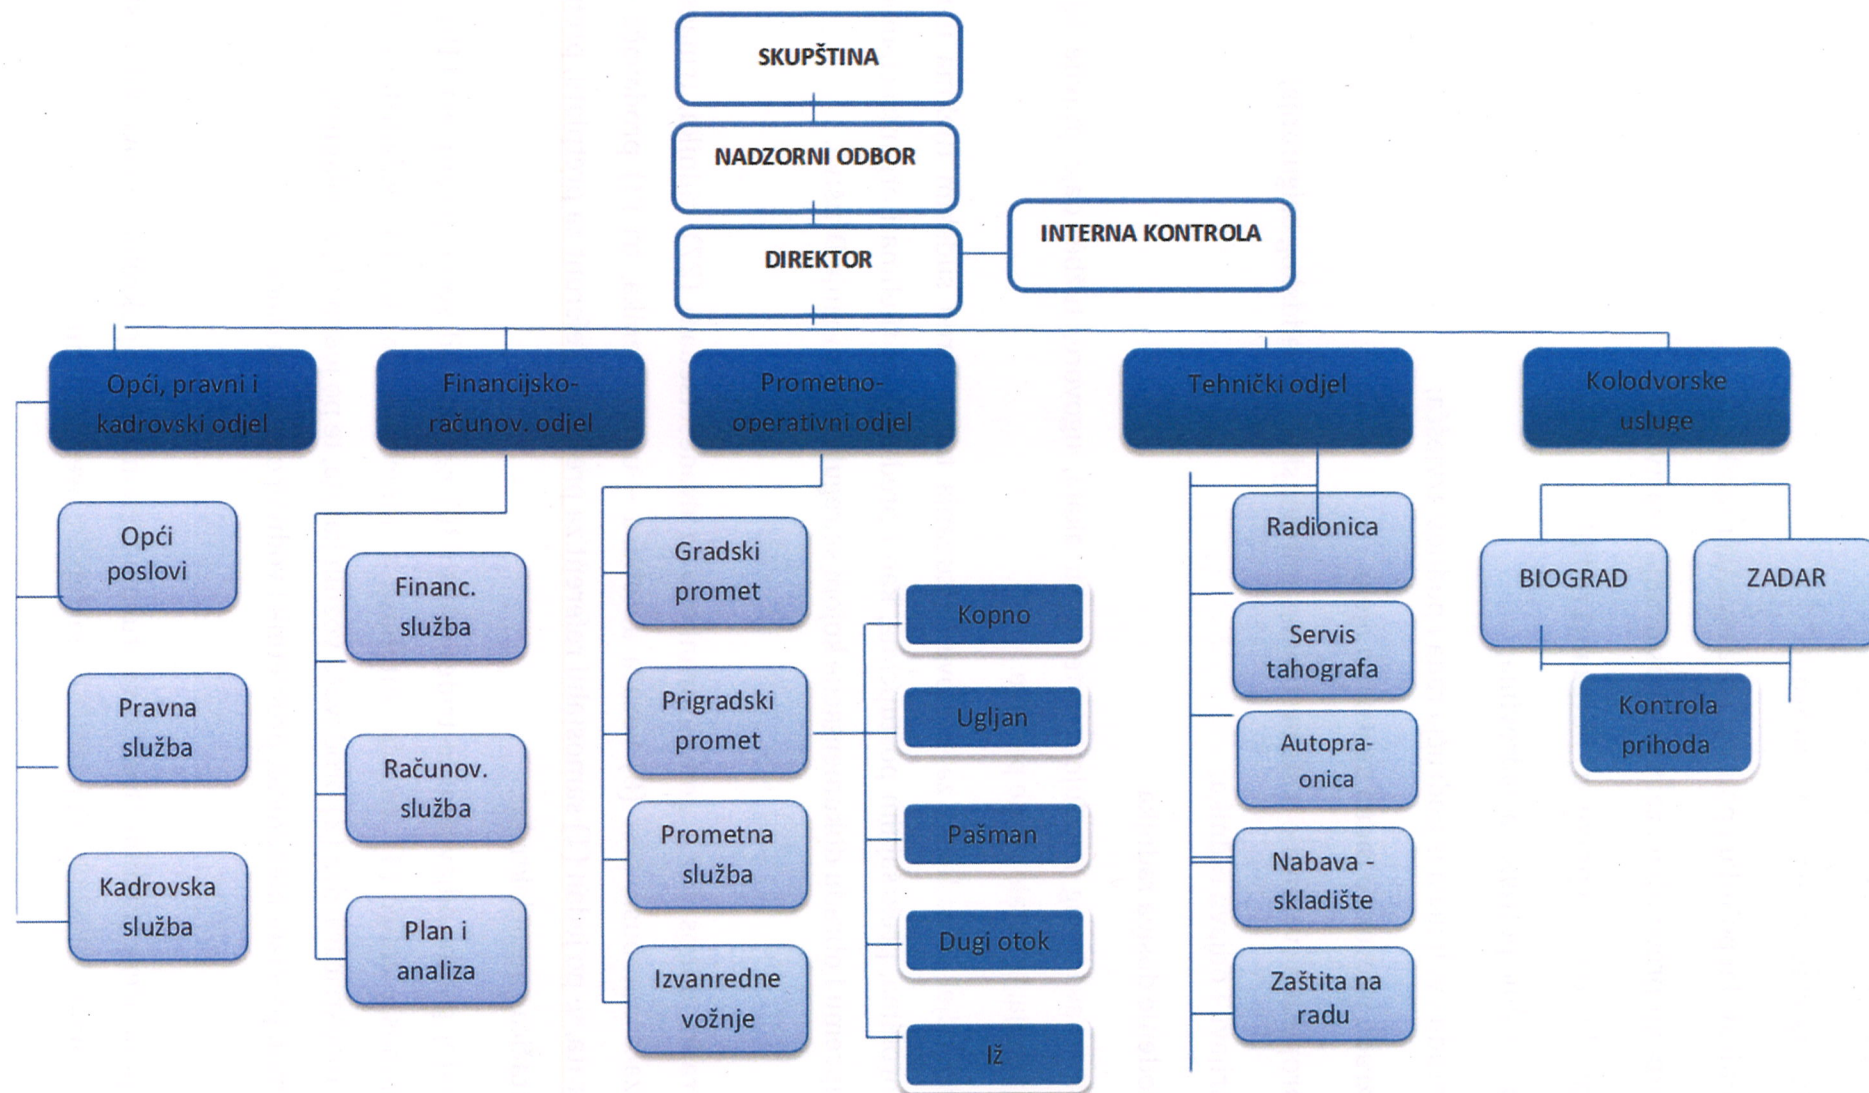 SKUPŠTINA
NADZORNI ODBOR
DIREKTOR
INTERNA KONTROLA
Opći, pravni i
kadrovski odjel
Financijsko-
računov. odjel
Prometno-
operativni odjel
Tehnički odjel
Kolodvorske
usluge
Opći
poslovi
Pravna
služba
Kadrovska
služba
Financ.
služba
Računov.
služba
Plan i
analiza
Gradski
promet
Prigradski
promet
Prometna
služba
Izvanredne
vožnje
Kopno
Ugljan
Pašman
Dugi otok
Iž
Radionica
Servis
tahografa
Autopra-
onica
Nabava -
skladište
Zaštita na
radu
BIOGRAD
ZADAR
Kontrola
prihoda